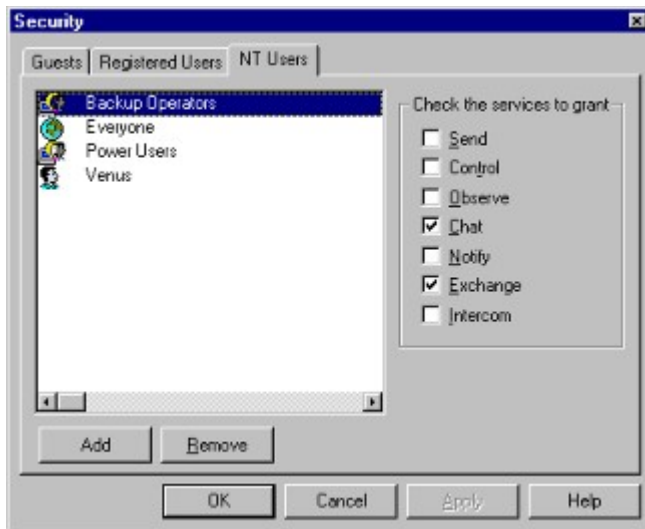 Security
Guests Registered Users NT Users
Backup Operators
Everyone
Power Users
Venus
Check the services to grant
Send
Control
Observe
Chat
Notify
Exchange
Intercom
Add Remove
OK Cancel Apply Help